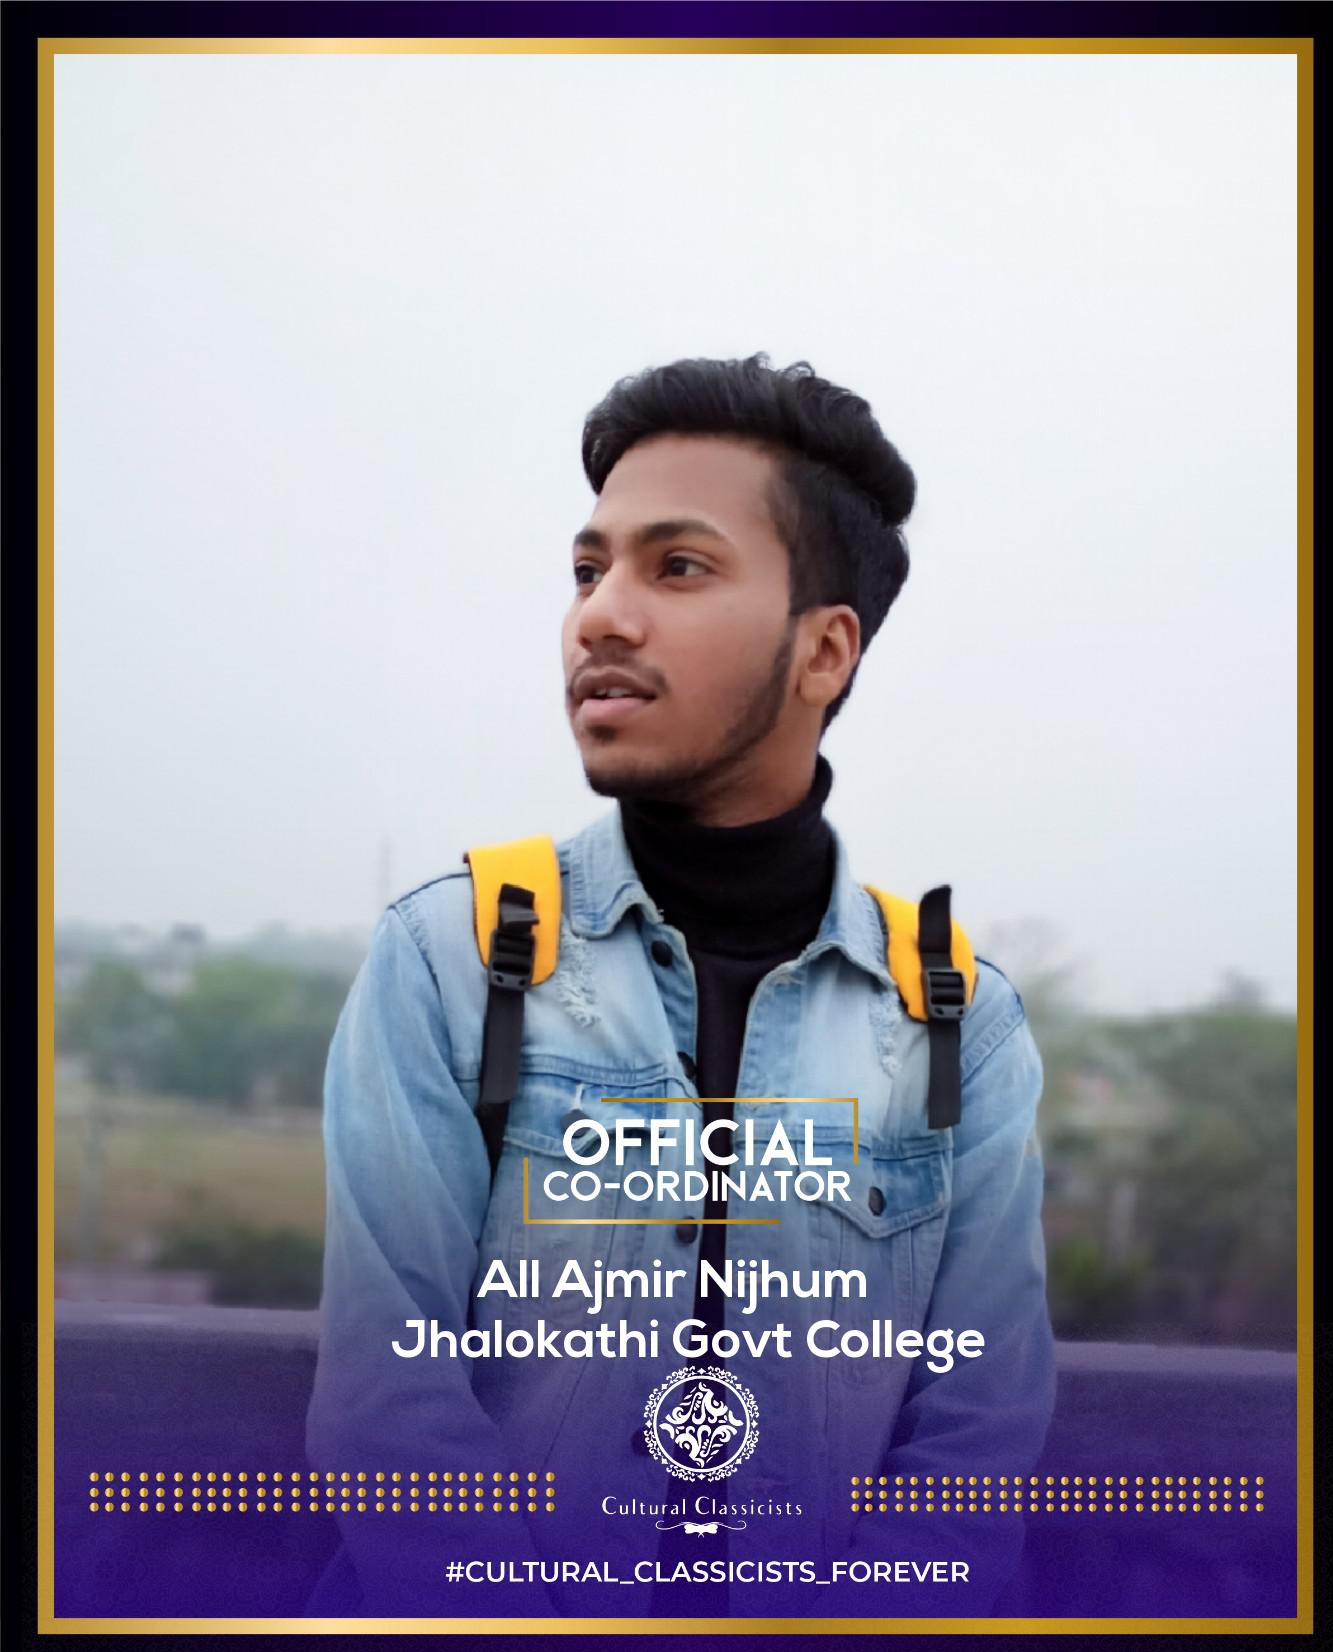 OFFICIAL
CO-ORDINATOR
All Ajmir Nijhum
Jhalokathi Govt College
Cultural Classicists
#CULTURAL_CLASSICISTS_FOREVER